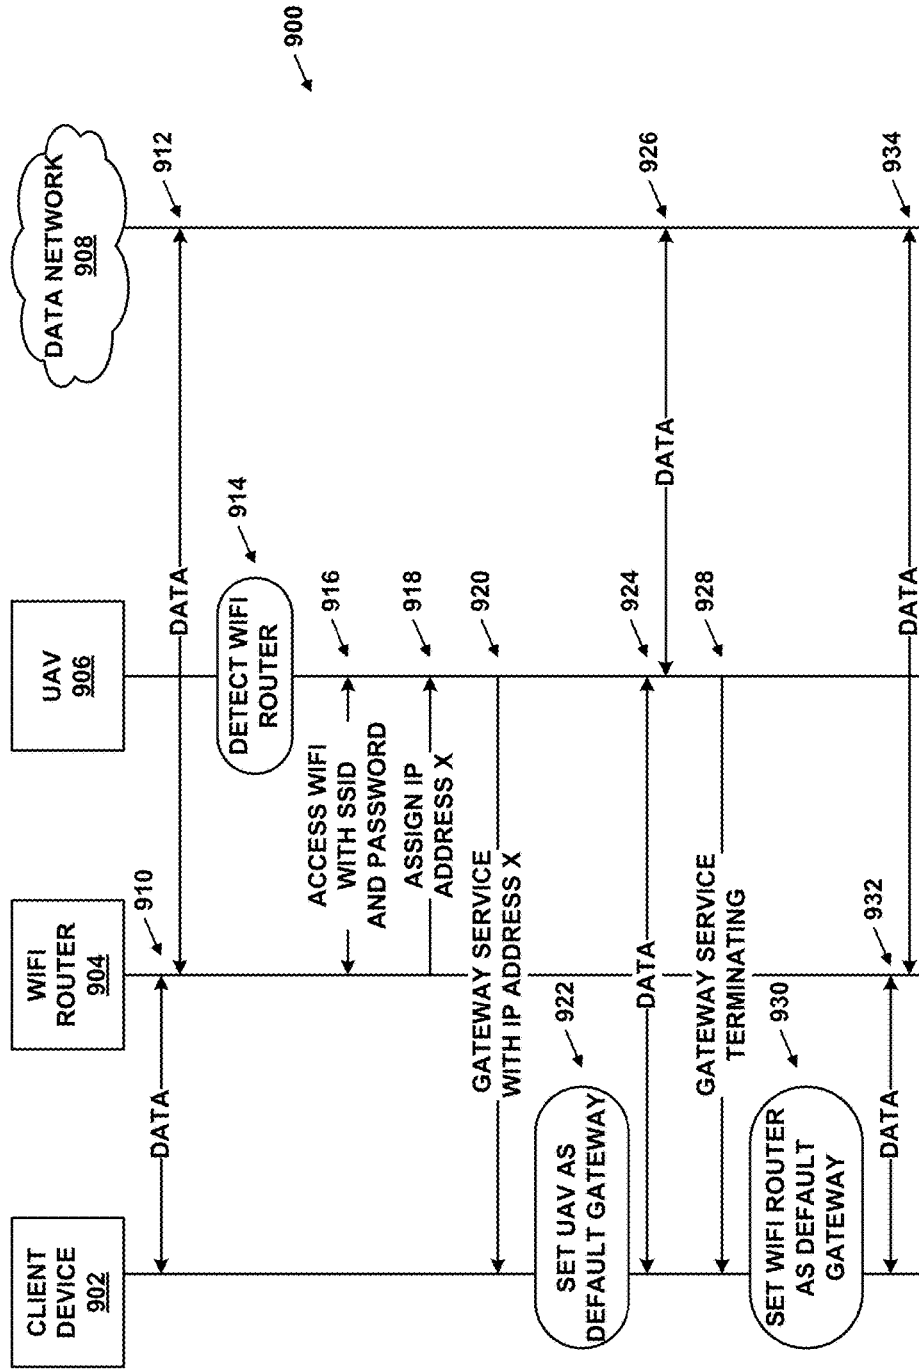 900
CLIENT
DEVICE
902
WIFI
ROUTER
904
UAV
906
DATA NETWORK
908
910
DATA
912
DATA
914
DETECT WIFI
ROUTER
916
ACCESS WIFI
WITH SSID
AND PASSWORD
918
ASSIGN IP
ADDRESS X
920
GATEWAY SERVICE
WITH IP ADDRESS X
922
SET UAV AS
DEFAULT GATEWAY
924
DATA
926
DATA
928
GATEWAY SERVICE
TERMINATING
930
SET WIFI ROUTER
AS DEFAULT
GATEWAY
932
DATA
934
DATA